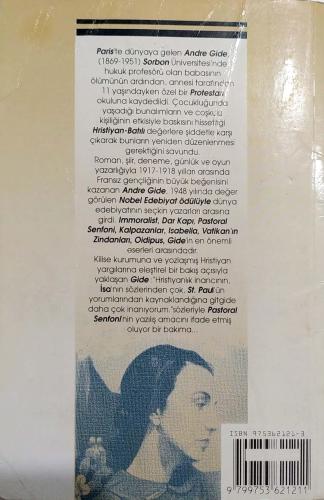 Paris'te dünyaya gelen Andre Gide,
(1869-1951) Sorbon Üniversitesi'nde
hukuk profesörü olan babasının
ölümünün ardından, annesi tarafından
11 yaşındayken özel bir Protestan
okuluna kaydedildi. Çocukluğunda
yaşadığı bunalımların ve coşkulu
kişiliğinin etkisiyle baskısını hissettiği
Hristiyan-Batılı değerlere şiddetle karşı
çıkarak bunların yeniden düzenlenmesi
gerektiğini savundu.
Roman, şiir, deneme, günlük ve oyun
yazarlığıyla 1917-1918 yılları arasında
Fransız gençliğinin büyük beğenisini
kazanan Andre Gide, 1948 yılında değer
görülen Nobel Edebiyat ödülüyle dünya
edebiyatının seçkin yazarları arasına
girdi. Immoralist, Dar Kapı, Pastoral
Senfoni, Kalpazanlar, Isabella, Vatikan'ın
Zindanları, Oidipus, Gide'in en önemli
eserleri arasındadır.
Kilise kurumuna ve yozlaşmış Hristiyan
yargılarına eleştirel bir bakış açısıyla
yaklaşan Gide; "Hristiyanlık inancının,
İsa'nın sözlerinden çok, St. Paul'ün
yorumlarından kaynaklandığına gitgide
daha çok inanıyorum."sözleriyle Pastoral
Senfoni'nin yazılış amacını ifade etmiş
oluyor bir bakıma...
ISBN 975362121-3
9 799753 621211